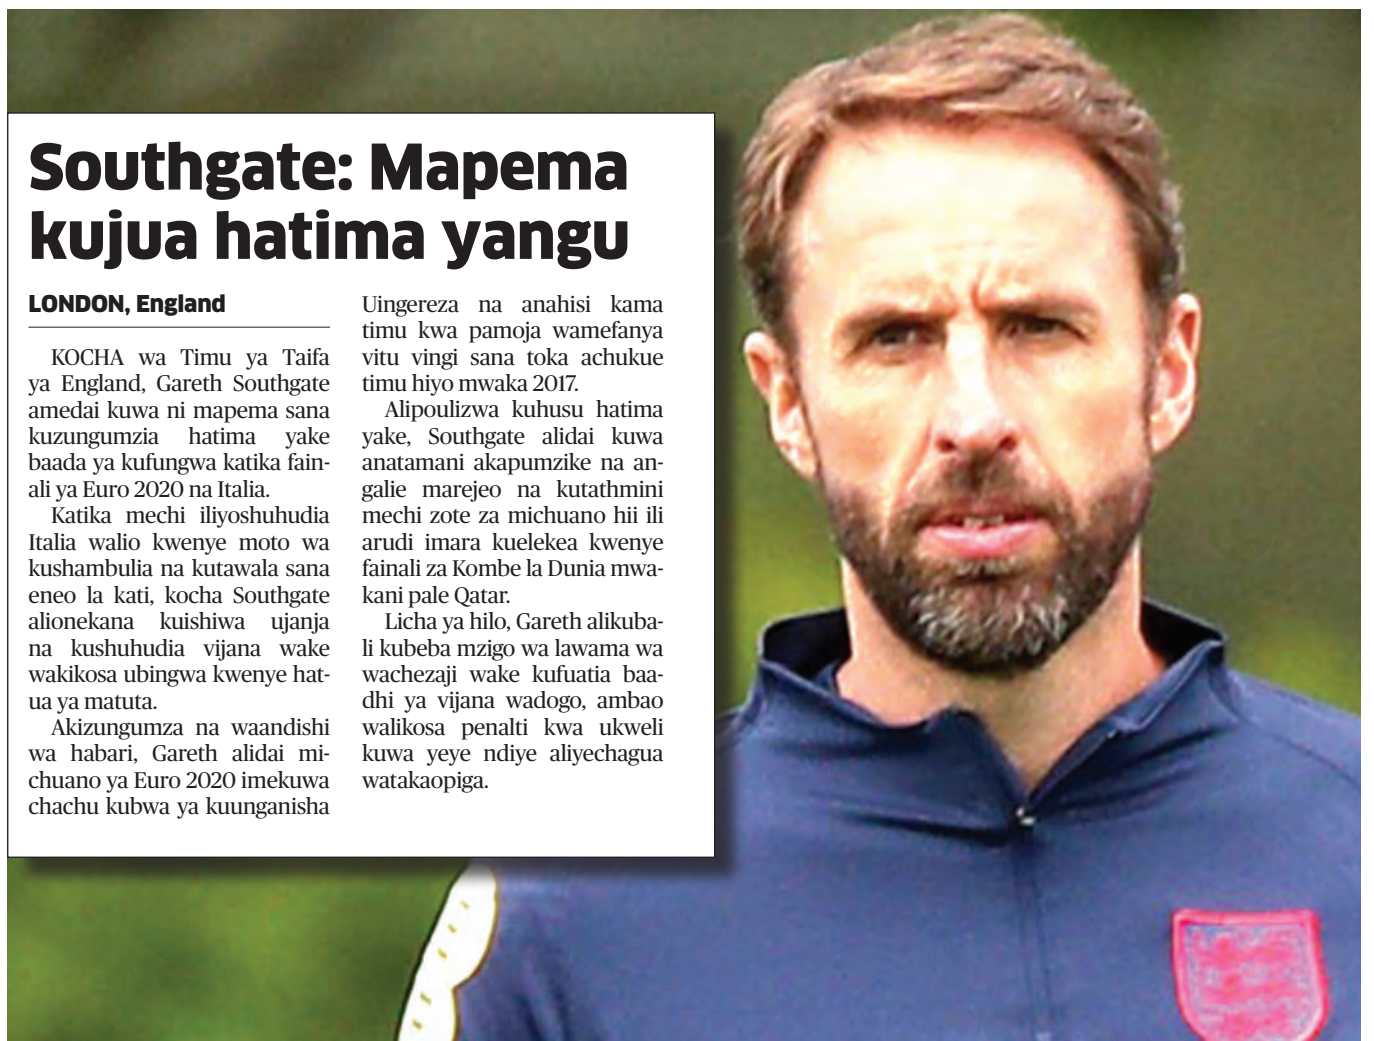 Southgate: Mapema
kujua hatima yangu
LONDON, England
KOCHA wa Timu ya Taifa
ya England, Gareth Southgate
amedai kuwa ni mapema sana
kuzungumzia hatima yake
baada ya kufungwa katika fain-
ali ya Euro 2020 na Italia.
Katika mechi iliyoshuhudia
Italia walio kwenye moto wa
kushambulia na kutawala sana
eneo la kati, kocha Southgate
alionekana kuishiwa ujanja
na kushuhudia vijana wake
wakikosa ubingwa kwenye hat-
ua ya matuta.
Akizungumza na waandishi
wa habari, Gareth alidai mi-
chuano ya Euro 2020 imekuwa
chachu kubwa ya kuunganisha
Uingereza na anahisi kama
timu kwa pamoja wamefanya
vitu vingi sana toka achukue
timu hiyo mwaka 2017.
Alipoulizwa kuhusu hatima
yake, Southgate alidai kuwa
anatamani akapumzike na an-
galie marejeo na kutathmini
mechi zote za michuano hii ili
arudi imara kuelekea kwenye
fainali za Kombe la Dunia mwa-
kani pale Qatar.
Licha ya hilo, Gareth alikuba-
li kubeba mzigo wa lawama wa
wachezaji wake kufuatia baa-
dhi ya vijana wadogo, ambao
walikosa penalti kwa ukweli
kuwa yeye ndiye aliyechagua
watakaopiga.